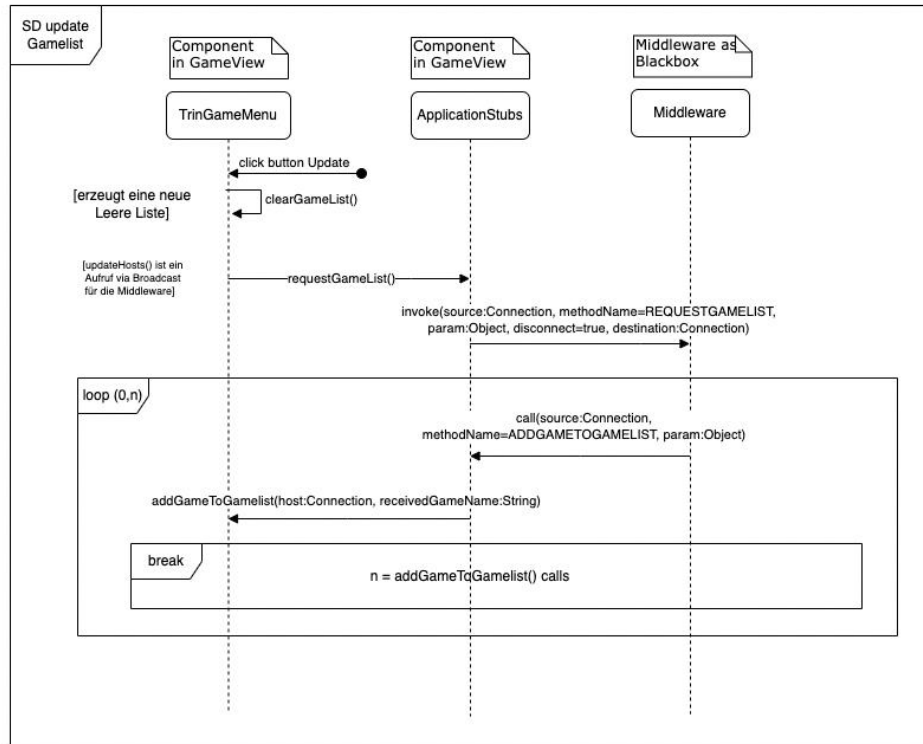 SD update
Gamelist
Component
in GameView
Component
in GameView
Middleware as
Blackbox
TrinGameMenu
ApplicationStubs
Middleware
click button Update
[erzeugt eine neue
Leere Liste]
clearGameList()
[updateHosts() ist ein
Aufruf via Broadcast
für die Middleware]
requestGameList()
invoke(source:Connection, methodName=REQUESTGAMELIST,
param:Object, disconnect=true, destination:Connection)
loop (0,n)
call(source:Connection,
methodName=ADDGAMETOGAMELIST, param:Object)
addGameToGamelist(host:Connection, receivedGameName:String)
break
n = addGameToGamelist() calls